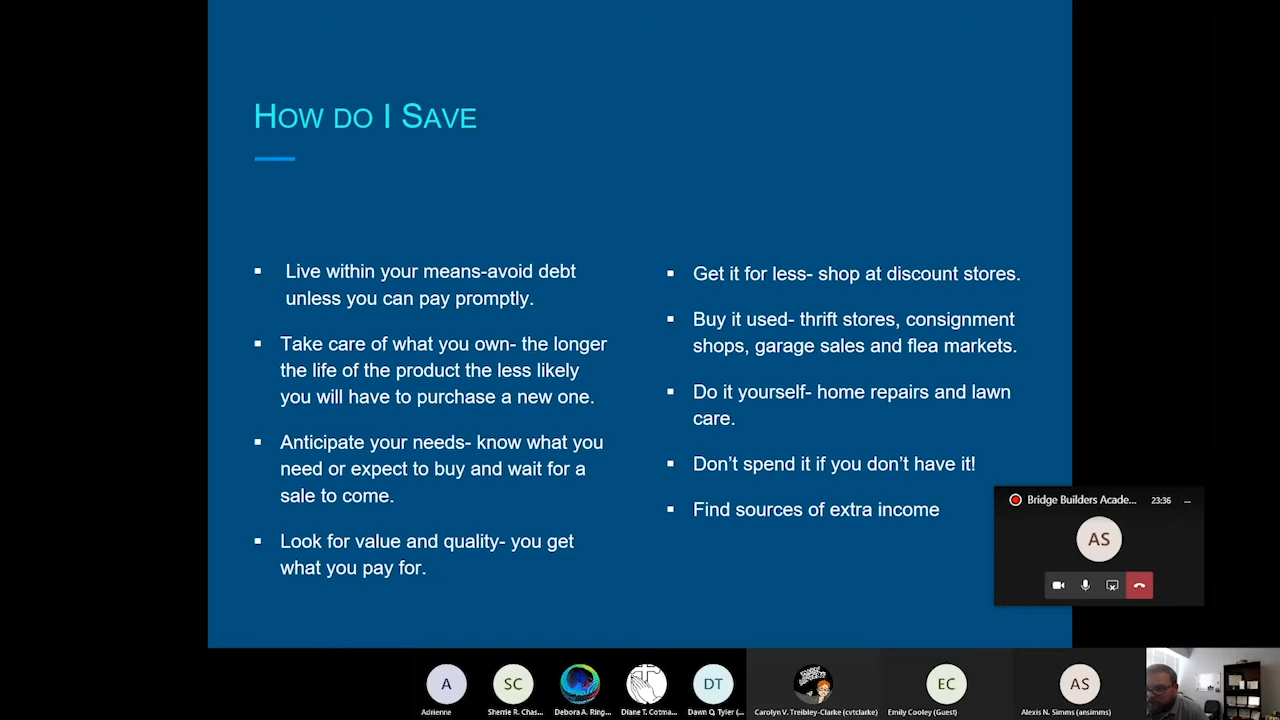 HOW DO I SAVE
Live within your means-avoid debt
unless you can pay promptly.
Take care of what you own- the longer
the life of the product the less likely
you will have to purchase a new one.
Anticipate your needs- know what you
need or expect to buy and wait for a
sale to come.
Look for value and quality- you get
what you pay for.
Get it for less- shop at discount stores.
Buy it used- thrift stores, consignment
shops, garage sales and flea markets.
Do it yourself- home repairs and lawn
care.
Don't spend it if you don't have it!
Find sources of extra income
Bridge Builders Acade... 23:36 ...
AS
A
SC
DT
EC
AS
Adrienne
Sherrie R. Chas...
Debora A. Ring...
Diane T. Cotma...
Dawn Q. Tyler (...
Carolyn V. Treibley-Clarke (cvtclarke)
Emily Cooley (Guest)
Alexis N. Simms (ansimms)